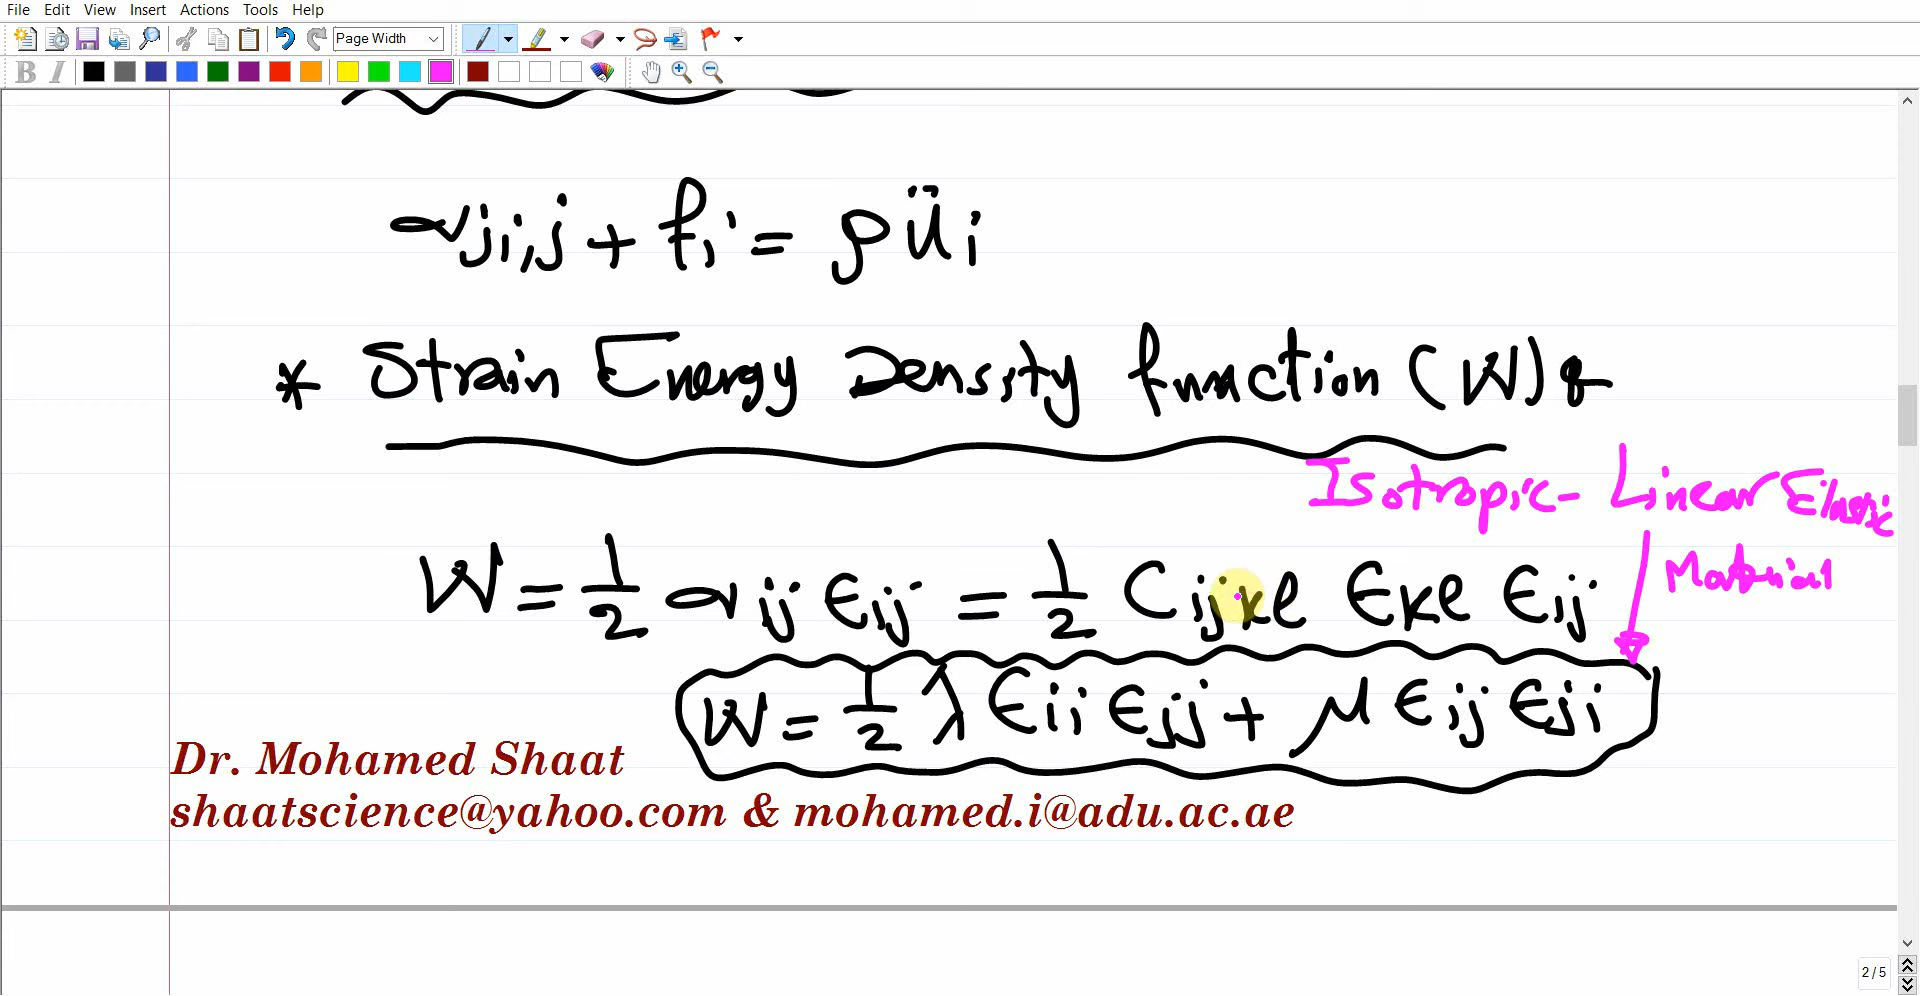 File Edit View Insert Actions Tools Help
Page Width
B I
σji,j + fi = ρüi
* Strain Energy Density function (W) :
Isotropic - Linear Elastic
Material
W = 1/2 σij ϵij = 1/2 Cijkl ϵkl ϵij
W = 1/2 λ ϵii ϵjj + μ ϵij ϵji
Dr. Mohamed Shaat
shaatscience@yahoo.com & mohamed.i@adu.ac.ae
2 / 5